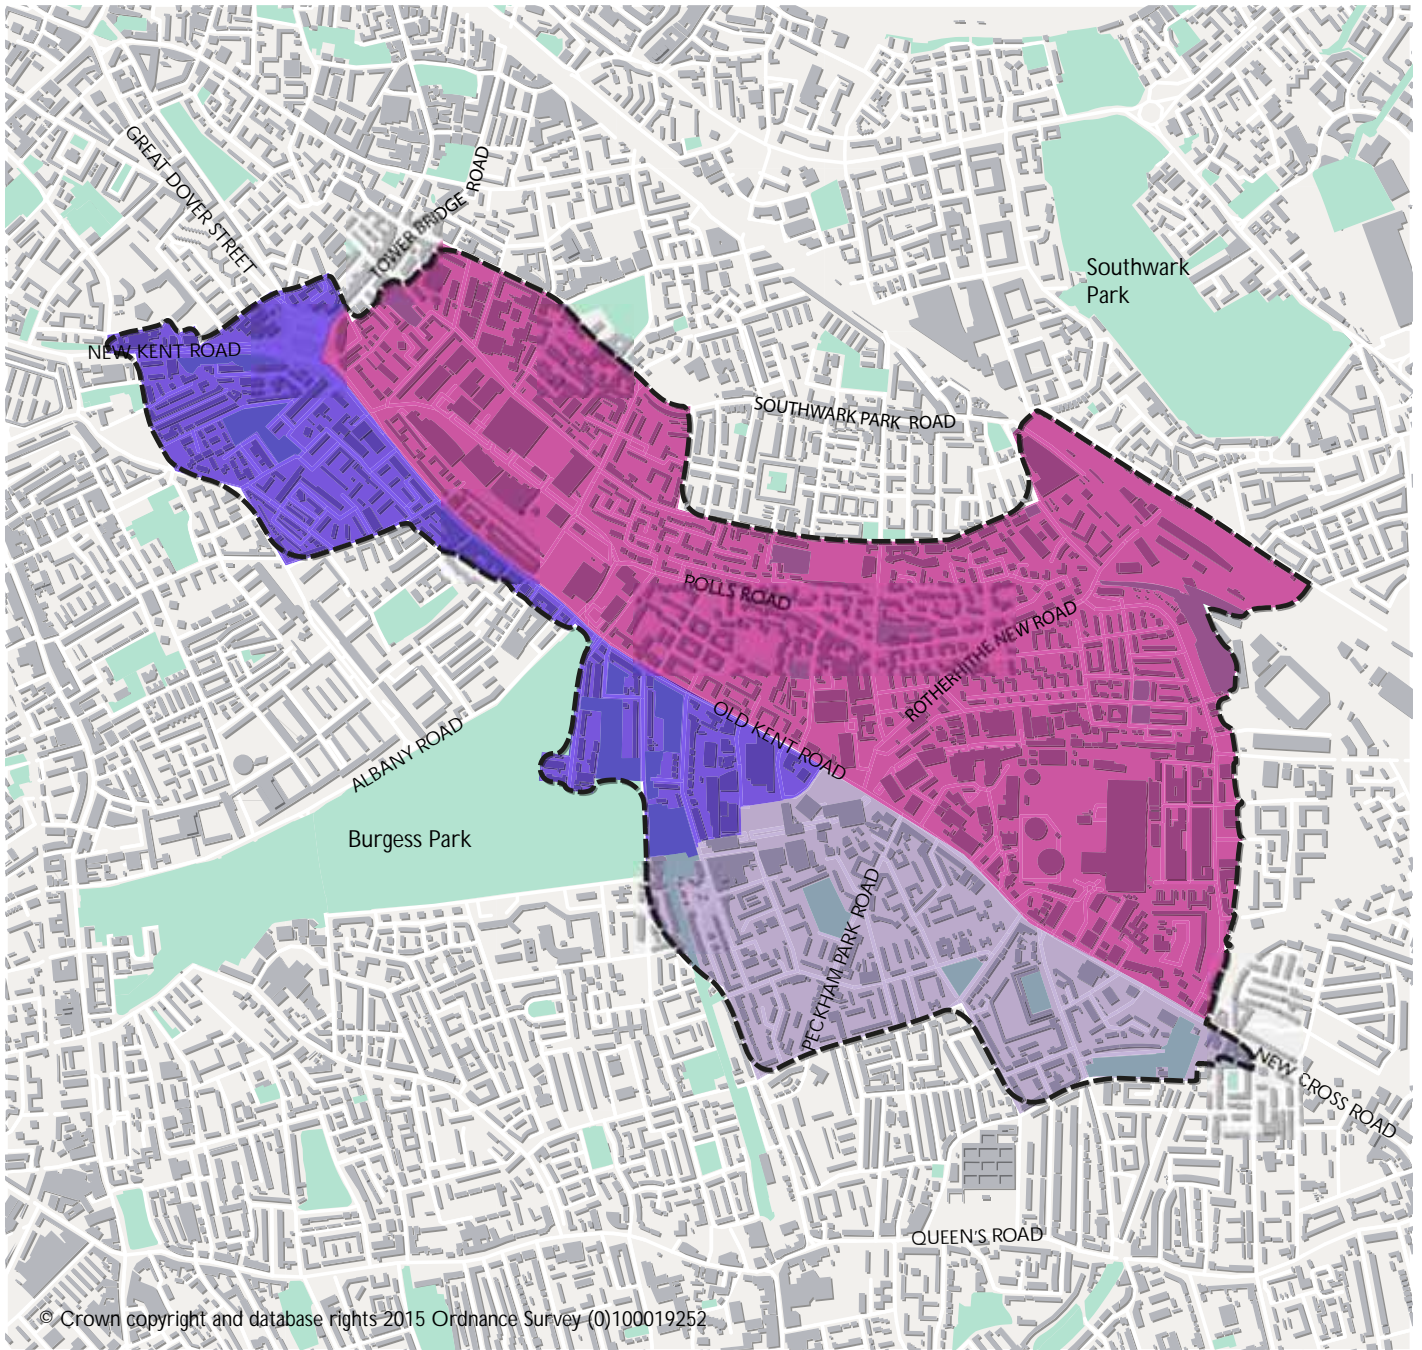 GREAT DOVER STREET
TOWER BRIDGE ROAD
Southwark
Park
NEW KENT ROAD
SOUTHWARK PARK ROAD
ROLLS ROAD
ROTHERHITHE NEW ROAD
OLD KENT ROAD
ALBANY ROAD
Burgess Park
PECKHAM PARK ROAD
NEW CROSS ROAD
QUEEN'S ROAD
© Crown copyright and database rights 2015 Ordnance Survey (0)100019252